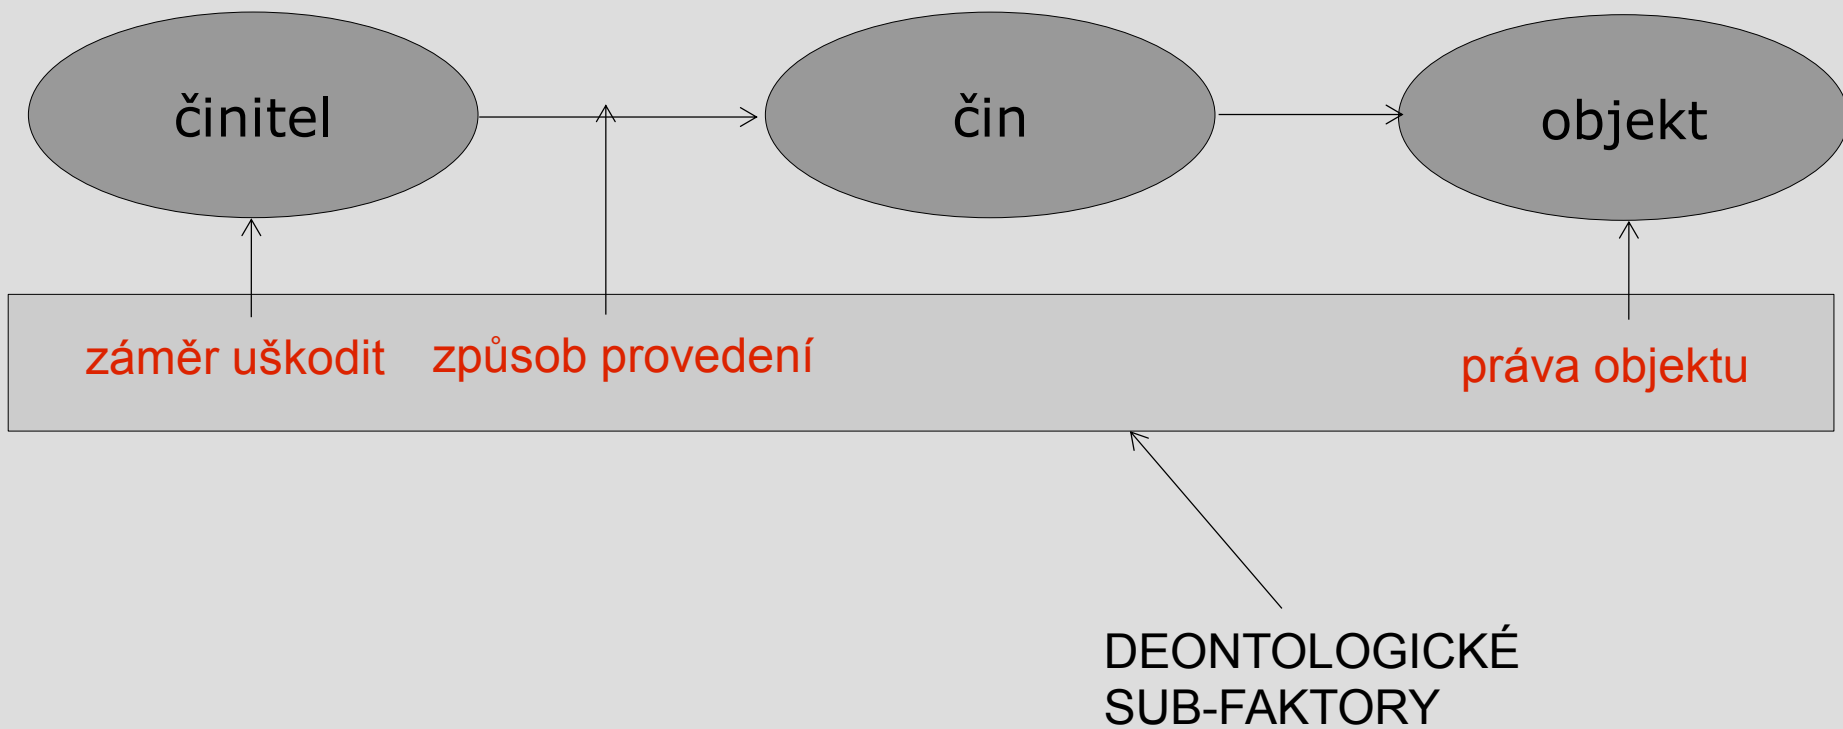 činitel
čin
objekt
záměr uškodit
způsob provedení
práva objektu
DEONTOLOGICKÉ
SUB-FAKTORY